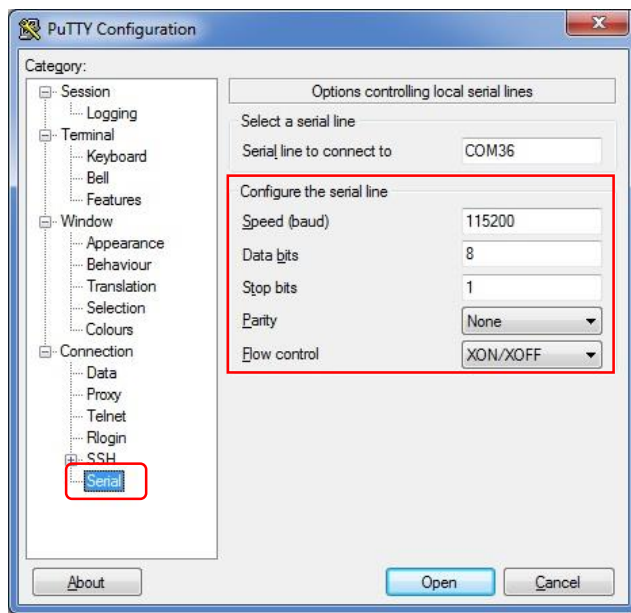 PuTTY Configuration
Category:
Session
Logging
Terminal
Keyboard
Bell
Features
Window
Appearance
Behaviour
Translation
Selection
Colours
Connection
Data
Proxy
Telnet
Rlogin
SSH
Serial
Options controlling local serial lines
Select a serial line
Serial line to connect to COM36
Configure the serial line
Speed (baud) 115200
Data bits 8
Stop bits 1
Parity None
Flow control XON/XOFF
About Open Cancel